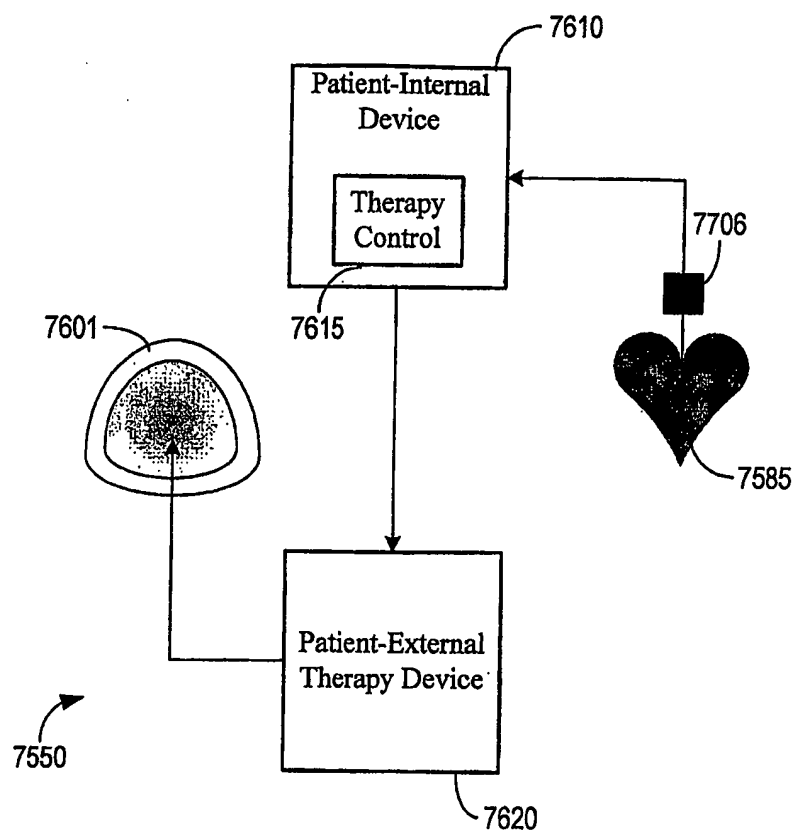 7610
Patient-Internal
Device
Therapy
Control
7706
7615
7601
7585
Patient-External
Therapy Device
7550
7620